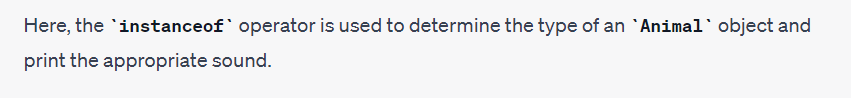 Here, the `instanceof` operator is used to determine the type of an `Animal` object and
print the appropriate sound.